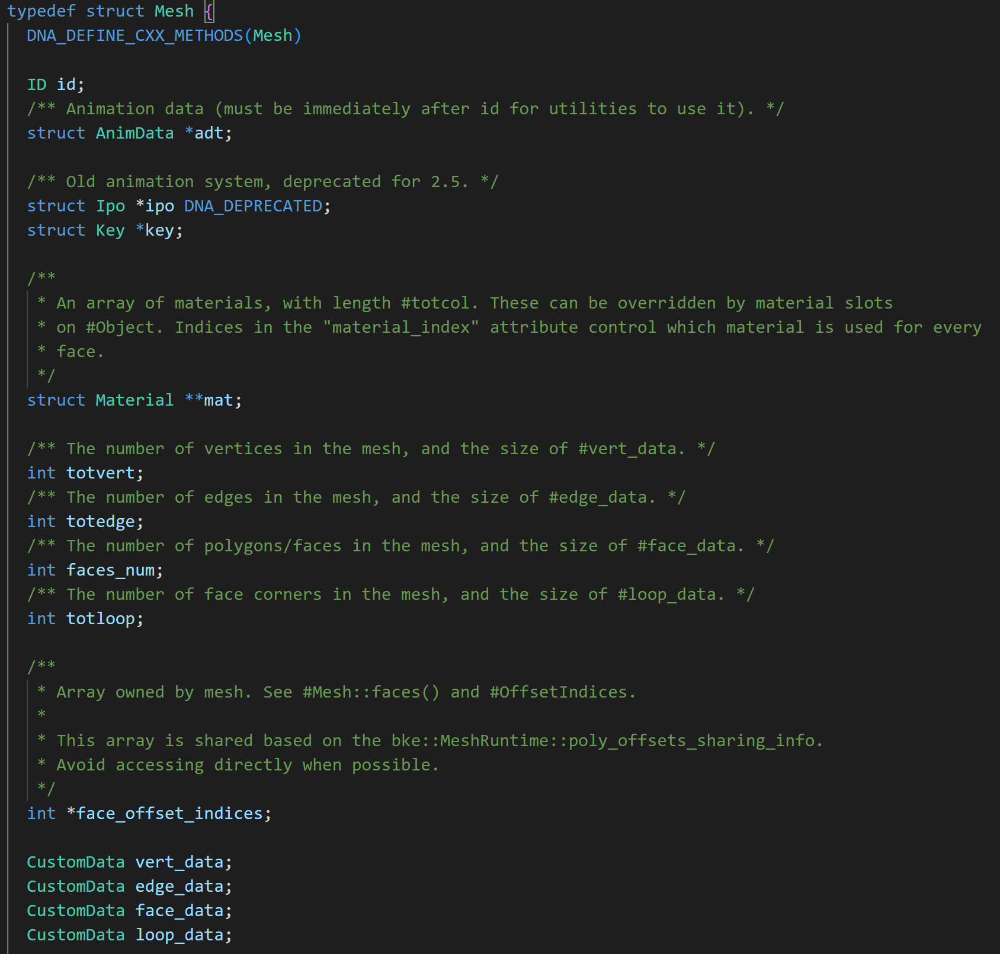 typedef struct Mesh {
DNA_DEFINE_CXX_METHODS(Mesh)
ID id;
/** Animation data (must be immediately after id for utilities to use it). */
struct AnimData *adt;
/** Old animation system, deprecated for 2.5. */
struct Ipo *ipo DNA_DEPRECATED;
struct Key *key;
/**
* An array of materials, with length #totcol. These can be overridden by material slots
* on #Object. Indices in the "material_index" attribute control which material is used for every
* face.
*/
struct Material **mat;
/** The number of vertices in the mesh, and the size of #vert_data. */
int totvert;
/** The number of edges in the mesh, and the size of #edge_data. */
int totedge;
/** The number of polygons/faces in the mesh, and the size of #face_data. */
int faces_num;
/** The number of face corners in the mesh, and the size of #loop_data. */
int totloop;
/**
* Array owned by mesh. See #Mesh::faces() and #OffsetIndices.
*
* This array is shared based on the bke::MeshRuntime::poly_offsets_sharing_info.
* Avoid accessing directly when possible.
*/
int *face_offset_indices;
CustomData vert_data;
CustomData edge_data;
CustomData face_data;
CustomData loop_data;